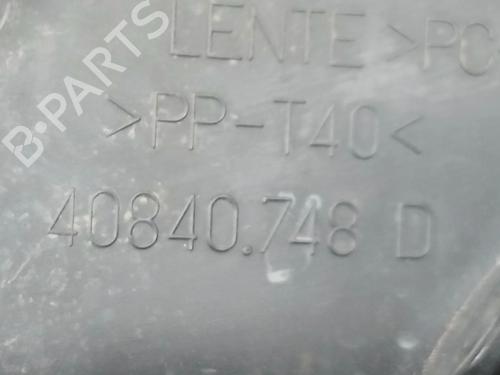 LENTE >PC
>PP-T40<
40840.748 D
B-PARTS